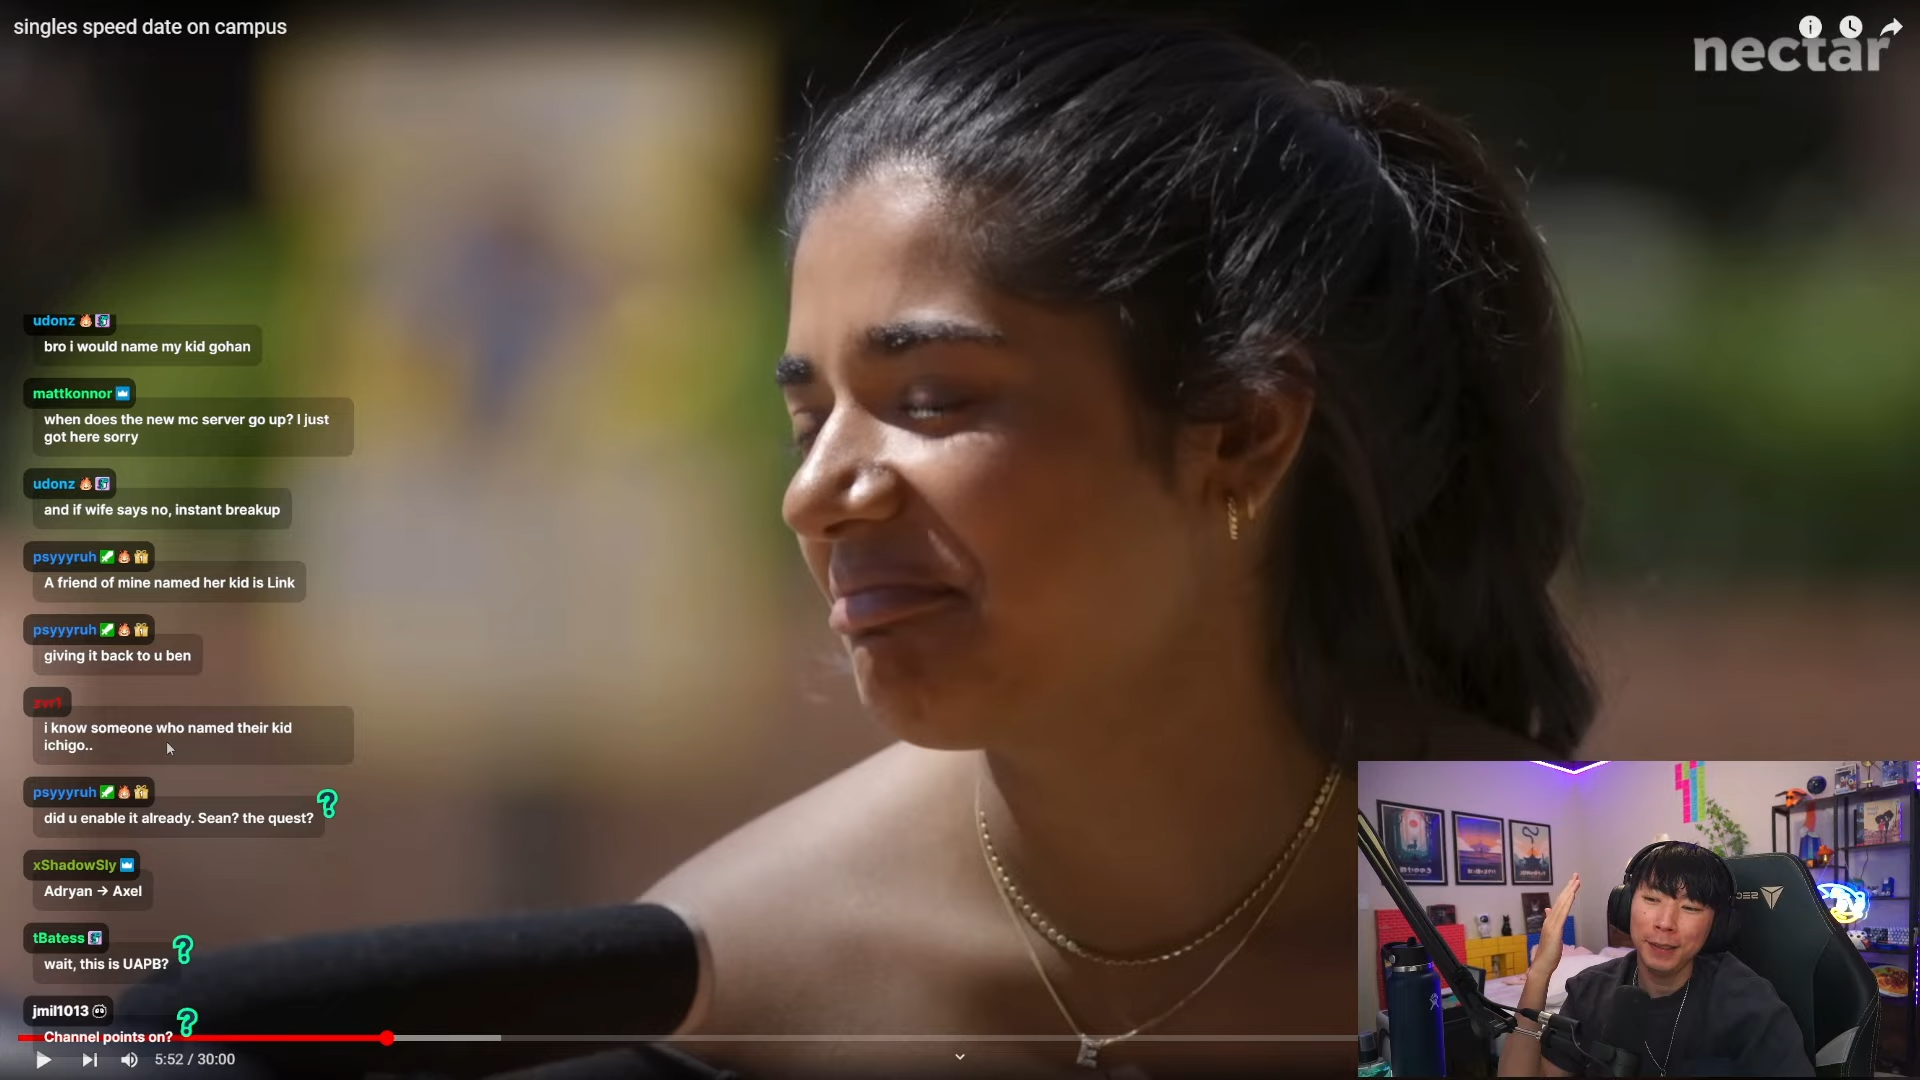 singles speed date on campus
nectar
udonz
bro i would name my kid gohan
mattkonnor
when does the new mc server go up? I just
got here sorry
udonz
and if wife says no, instant breakup
psyyyruh
A friend of mine named her kid is Link
psyyyruh
giving it back to u ben
zvr1
i know someone who named their kid
ichigo..
psyyyruh
did u enable it already. Sean? the quest?
xShadowSly
Adryan → Axel
tBatess
wait, this is UAPB?
jmil1013
Channel points on?
5:52 / 30:00